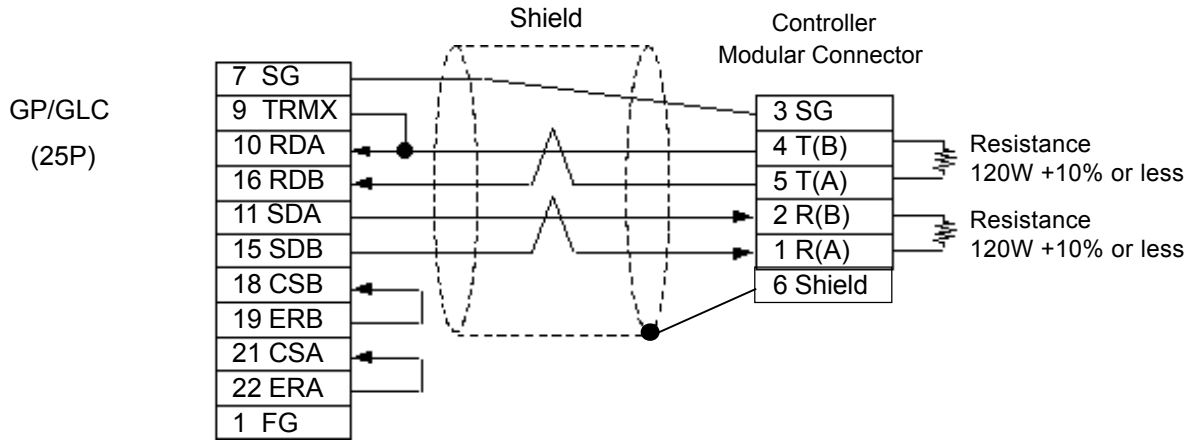 Shield
Controller
Modular Connector
GP/GLC
(25P)
7 SG
9 TRMX
10 RDA
16 RDB
11 SDA
15 SDB
18 CSB
19 ERB
21 CSA
22 ERA
1 FG
3 SG
4 T(B)
5 T(A)
2 R(B)
1 R(A)
6 Shield
Resistance
120W +10% or less
Resistance
120W +10% or less